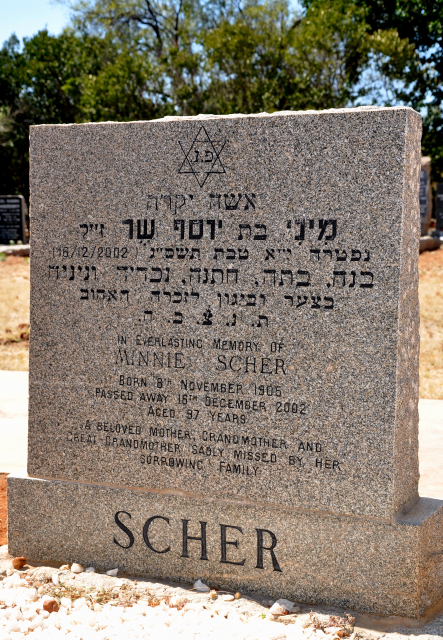 פ.נ.
אשה יקרה
מיני בת יוסף שר ז״ל
(16/12/2002) נפטרה י״א טבת תשס״ג
בנה, בתה, חתנה, נכדיה וניניה
בצער וביגון לזכרה האהוב
ת. נ. צ. ב. ה.
IN EVERLASTING MEMORY OF
MINNIE SCHER
BORN 8TH NOVEMBER 1905
PASSED AWAY 16TH DECEMBER 2002
AGED 97 YEARS
A BELOVED MOTHER, GRANDMOTHER AND
GREAT GRANDMOTHER SADLY MISSED BY HER
SORROWING FAMILY
SCHER